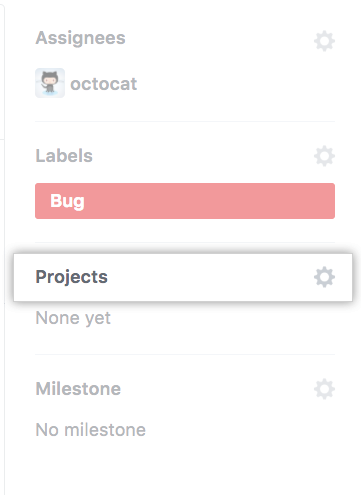 Assignees
octocat
Labels
Bug
Projects
None yet
Milestone
No milestone